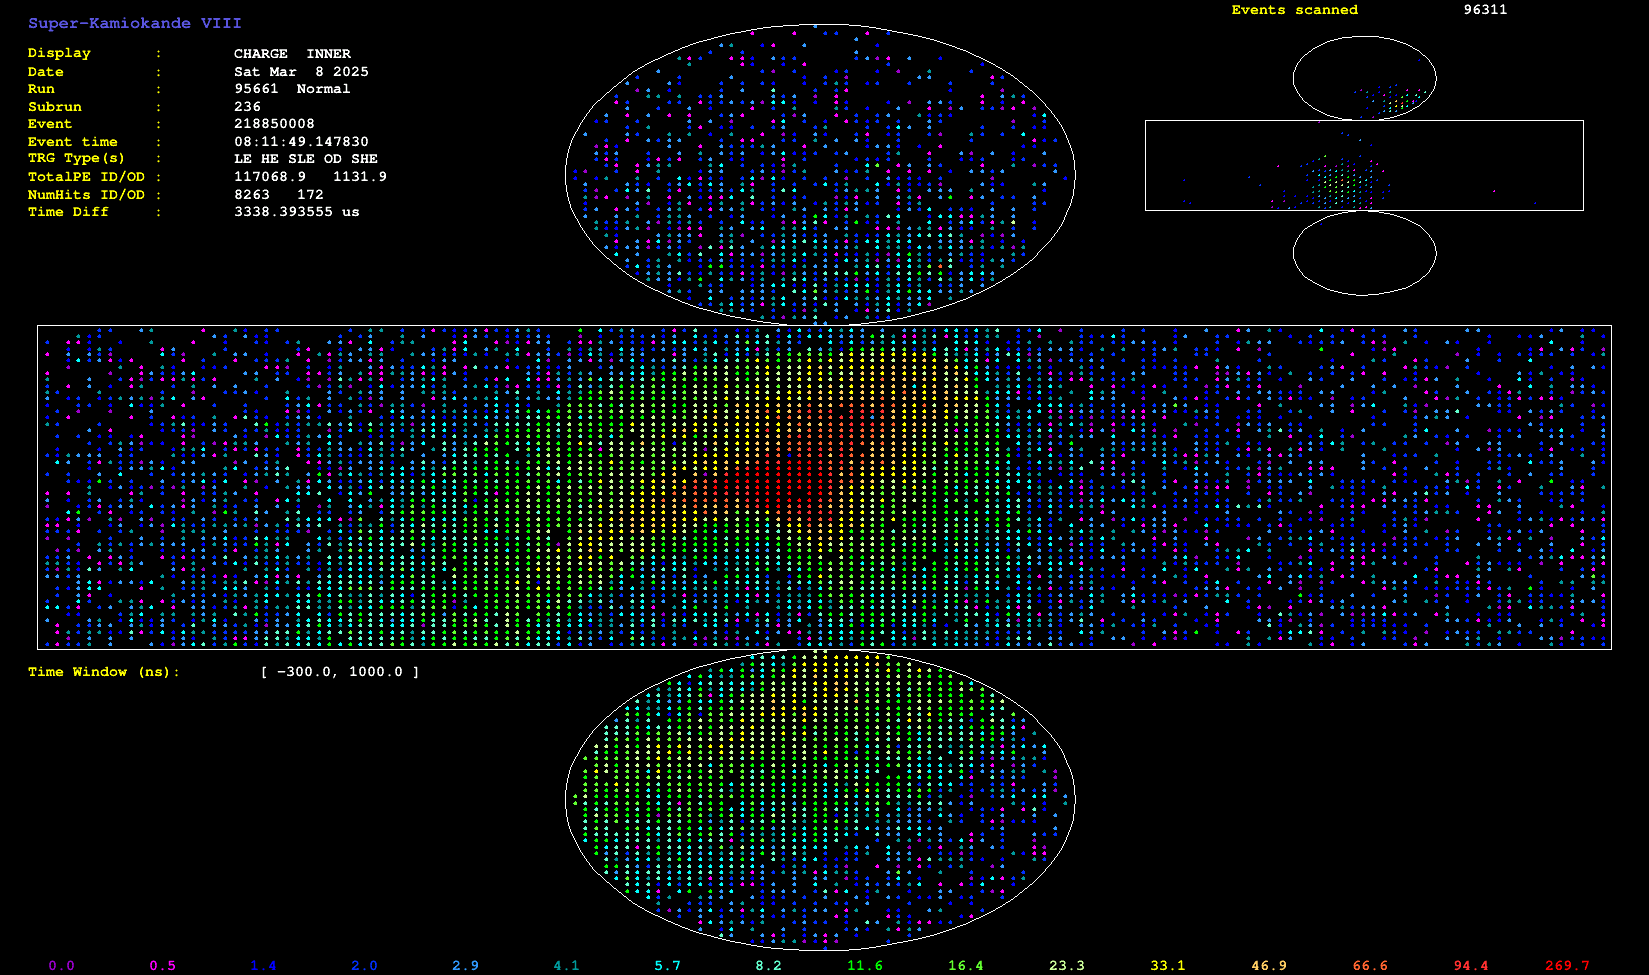 Super-Kamiokande VIII
Events scanned 96311
Display : CHARGE INNER
Date : Sat Mar 8 2025
Run : 95661 Normal
Subrun : 236
Event : 218850008
Event time : 08:11:49.147830
TRG Type(s) : LE HE SLE OD SHE
TotalPE ID/OD : 117068.9 1131.9
NumHits ID/OD : 8263 172
Time Diff : 3338.393555 us
Time Window (ns): [ -300.0, 1000.0 ]
0.0 0.5 1.4 2.0 2.9 4.1 5.7 8.2 11.6 16.4 23.3 33.1 46.9 66.6 94.4 269.7